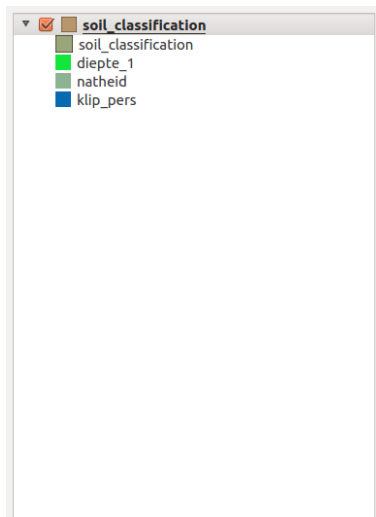 soil_classification
soil_classification
diepte_1
natheid
klip_pers